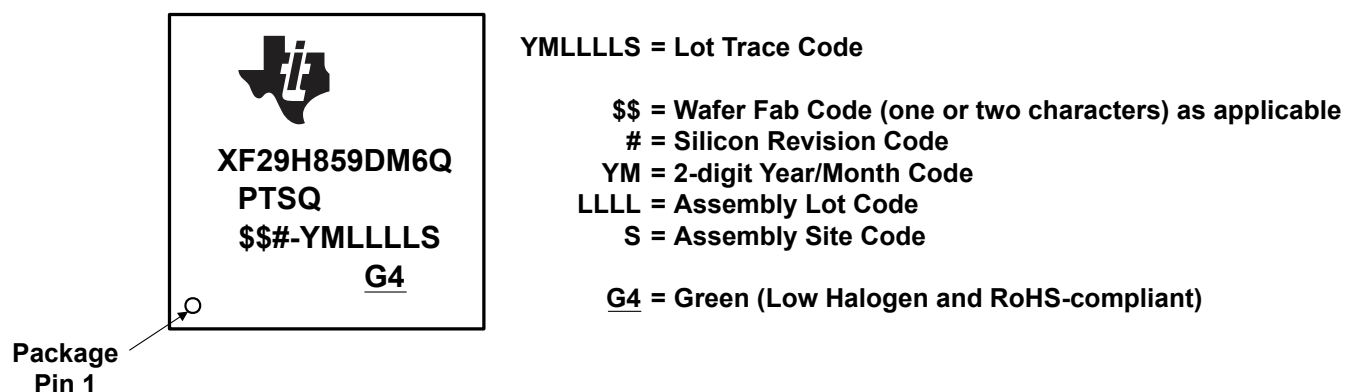 XF29H859DM6Q
PTSQ
$$#-YMLLLLS
G4
Package
Pin 1
YMLLLLS = Lot Trace Code
$$ = Wafer Fab Code (one or two characters) as applicable
# = Silicon Revision Code
YM = 2-digit Year/Month Code
LLLL = Assembly Lot Code
S = Assembly Site Code
G4 = Green (Low Halogen and RoHS-compliant)